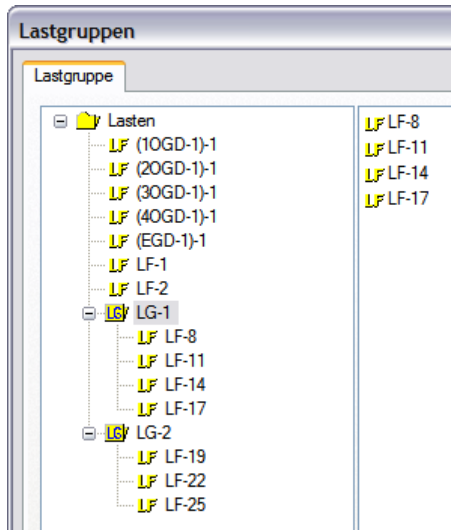 Lastgruppen
Lastgruppe
Lasten
LF (1OGD-1)-1
LF (2OGD-1)-1
LF (3OGD-1)-1
LF (4OGD-1)-1
LF (EGD-1)-1
LF LF-1
LF LF-2
LG LG-1
LF LF-8
LF LF-11
LF LF-14
LF LF-17
LG LG-2
LF LF-19
LF LF-22
LF LF-25
LF LF-8
LF LF-11
LF LF-14
LF LF-17